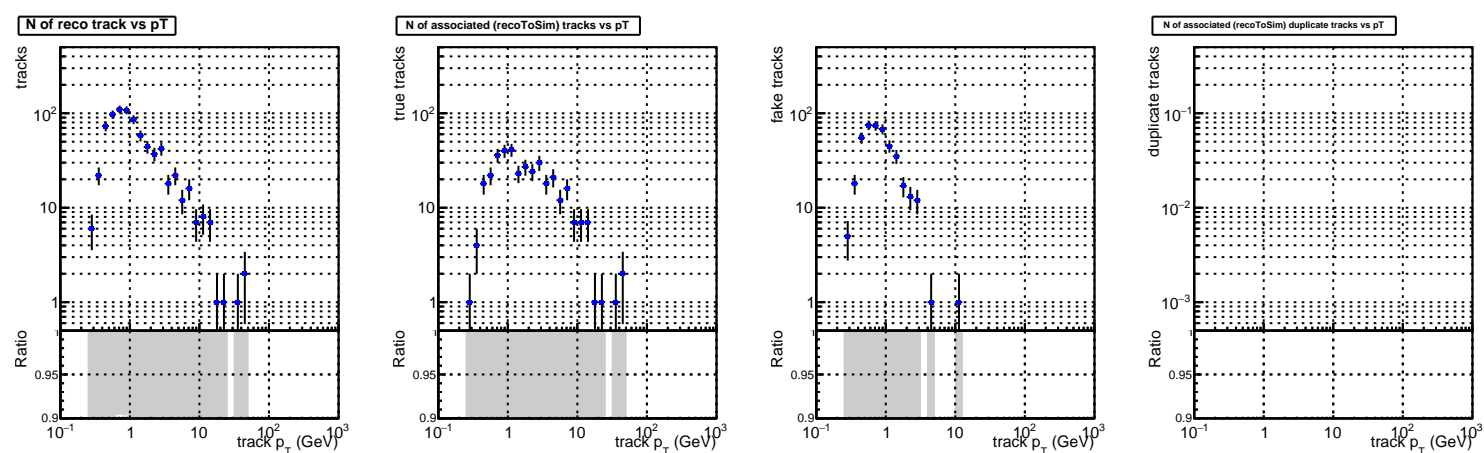 N of reco track vs pT
tracks
10²
10
1
Ratio
1
0.95
0.9
10⁻¹ 1 10 10² 10³
track p_T (GeV)
N of associated (recoToSim) tracks vs pT
true tracks
10²
10
1
Ratio
1
0.95
0.9
10⁻¹ 1 10 10² 10³
track p_T (GeV)
fake tracks
10²
10
1
Ratio
1
0.95
0.9
10⁻¹ 1 10 10² 10³
track p_T (GeV)
N of associated (recoToSim) duplicate tracks vs pT
duplicate tracks
10⁻¹
10⁻²
10⁻³
Ratio
1
0.95
0.9
10⁻¹ 1 10 10² 10³
track p_T (GeV)